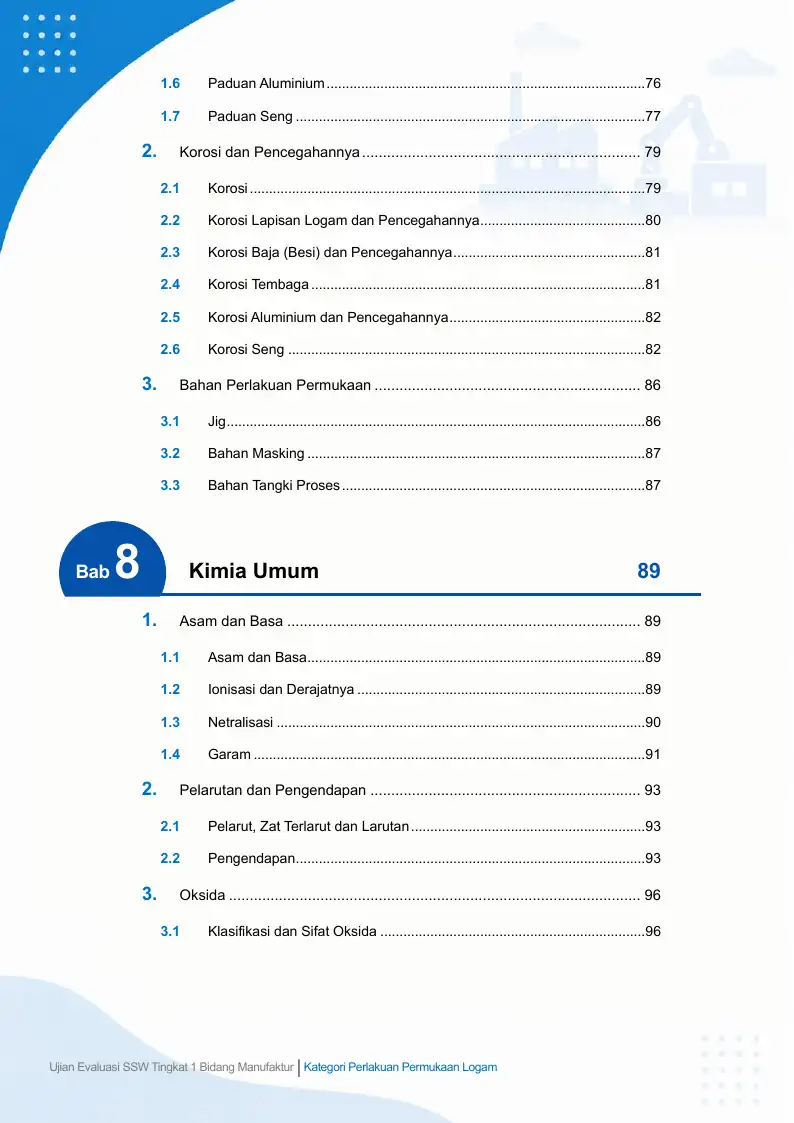 1.6 Paduan Aluminium ........................................ 76
1.7 Paduan Seng ........................................ 77
2. Korosi dan Pencegahannya ........................................ 79
2.1 Korosi ........................................ 79
2.2 Korosi Lapisan Logam dan Pencegahannya ........................................ 80
2.3 Korosi Baja (Besi) dan Pencegahannya ........................................ 81
2.4 Korosi Tembaga ........................................ 81
2.5 Korosi Aluminium dan Pencegahannya ........................................ 82
2.6 Korosi Seng ........................................ 82
3. Bahan Perlakuan Permukaan ........................................ 86
3.1 Jig ........................................ 86
3.2 Bahan Masking ........................................ 87
3.3 Bahan Tangki Proses ........................................ 87
Bab 8 Kimia Umum 89
1. Asam dan Basa ........................................ 89
1.1 Asam dan Basa ........................................ 89
1.2 Ionisasi dan Derajatnya ........................................ 89
1.3 Netralisasi ........................................ 90
1.4 Garam ........................................ 91
2. Pelarutan dan Pengendapan ........................................ 93
2.1 Pelarut, Zat Terlarut dan Larutan ........................................ 93
2.2 Pengendapan ........................................ 93
3. Oksida ........................................ 96
3.1 Klasifikasi dan Sifat Oksida ........................................ 96
Ujian Evaluasi SSW Tingkat 1 Bidang Manufaktur | Kategori Perlakuan Permukaan Logam